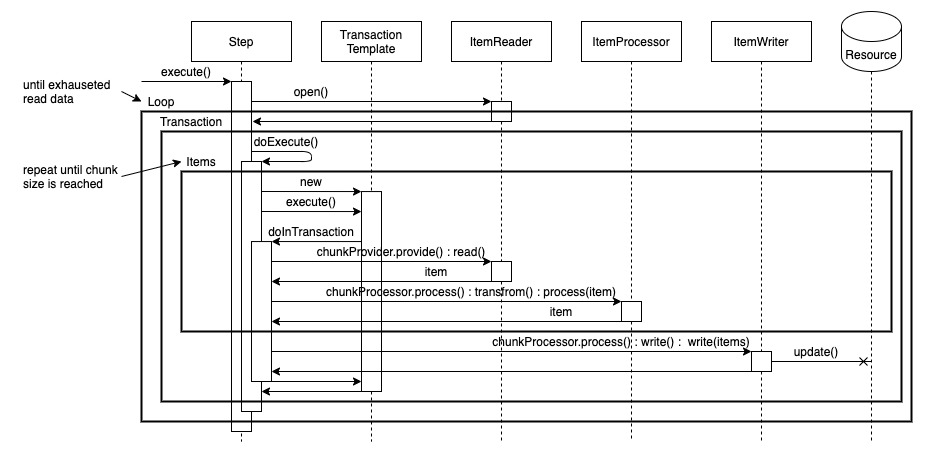 Step
Transaction
Template
ItemReader
ItemProcessor
ItemWriter
Resource
execute()
until exhauseted
read data
open()
Loop
Transaction
doExecute()
Items
repeat until chunk
size is reached
new
execute()
doInTransaction
chunkProvider.provide() : read()
item
chunkProcessor.process() : transfrom() : process(item)
item
chunkProcessor.process() : write() : write(items)
update()